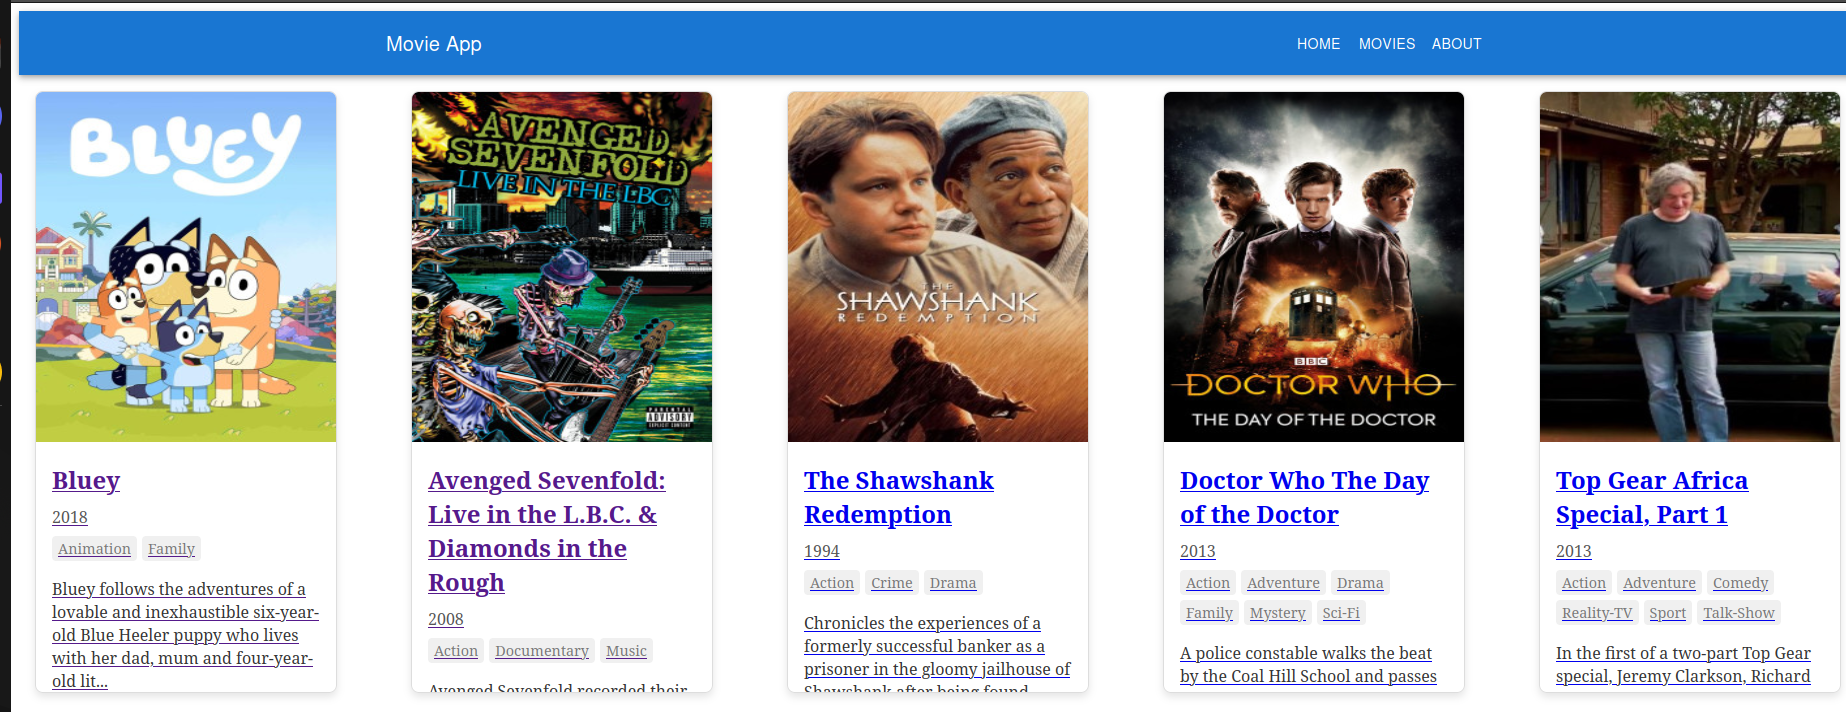 Movie App
HOME MOVIES ABOUT
BLUEY
Bluey
2018
Animation Family
Bluey follows the adventures of a
lovable and inexhaustible six-year-
old Blue Heeler puppy who lives
with her dad, mum and four-year-
old lit...
AVENGED
SEVENFOLD
LIVE IN THE LBC
PARENTAL
ADVISORY
EXPLICIT CONTENT
Avenged Sevenfold:
Live in the L.B.C. &
Diamonds in the
Rough
2008
Action Documentary Music
Avenged Sevenfold recorded their
THE
SHAWSHANK
REDEMPTION
The Shawshank
Redemption
1994
Action Crime Drama
Chronicles the experiences of a
formerly successful banker as a
prisoner in the gloomy jailhouse of
Shawshank after being found
BBC
DOCTOR WHO
THE DAY OF THE DOCTOR
Doctor Who The Day
of the Doctor
2013
Action Adventure Drama
Family Mystery Sci-Fi
A police constable walks the beat
by the Coal Hill School and passes
Top Gear Africa
Special, Part 1
2013
Action Adventure Comedy
Reality-TV Sport Talk-Show
In the first of a two-part Top Gear
special, Jeremy Clarkson, Richard